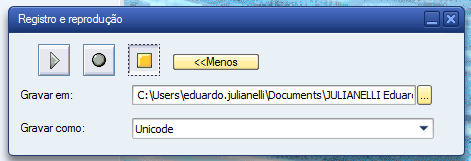 Registro e reprodução
<<Menos
Gravar em: C:\Users\eduardo.julianelli\Documents\JULIANELLI Eduar ...
Gravar como: Unicode